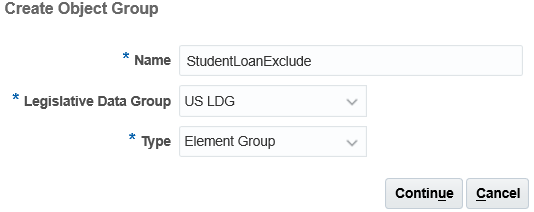 Create Object Group
* Name StudentLoanExclude
* Legislative Data Group US LDG
* Type Element Group
Continue Cancel